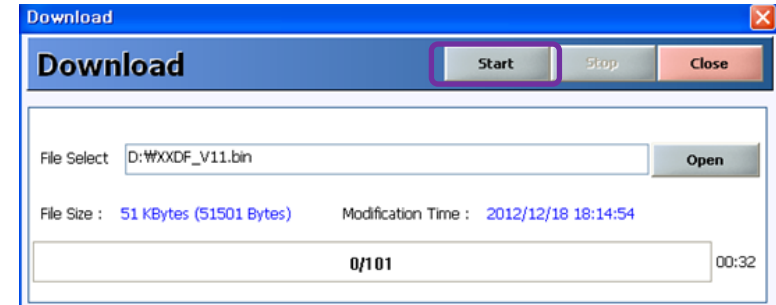 Download
Download Start Stop Close
File Select D:₩XXDF_V11.bin Open
File Size : 51 KBytes (51501 Bytes) Modification Time : 2012/12/18 18:14:54
0/101 00:32